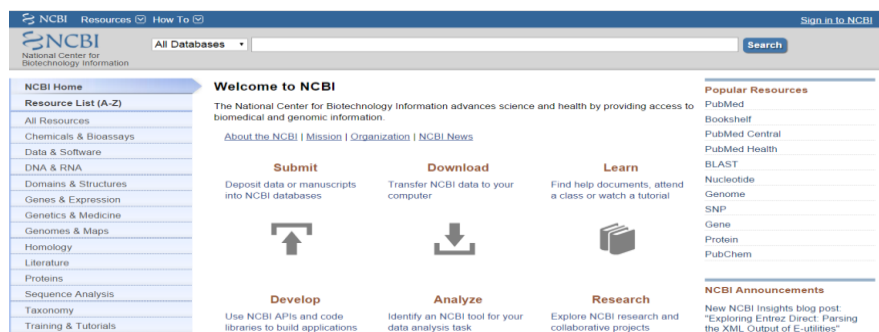 NCBI Resources How To Sign in to NCBI
NCBI
National Center for
Biotechnology Information
All Databases Search
NCBI Home
Resource List (A-Z)
All Resources
Chemicals & Bioassays
Data & Software
DNA & RNA
Domains & Structures
Genes & Expression
Genetics & Medicine
Genomes & Maps
Homology
Literature
Proteins
Sequence Analysis
Taxonomy
Training & Tutorials
Welcome to NCBI
The National Center for Biotechnology Information advances science and health by providing access to
biomedical and genomic information.
About the NCBI | Mission | Organization | NCBI News
Submit
Deposit data or manuscripts
into NCBI databases
Download
Transfer NCBI data to your
computer
Learn
Find help documents, attend
a class or watch a tutorial
Develop
Use NCBI APIs and code
libraries to build applications
Analyze
Identify an NCBI tool for your
data analysis task
Research
Explore NCBI research and
collaborative projects
Popular Resources
PubMed
Bookshelf
PubMed Central
PubMed Health
BLAST
Nucleotide
Genome
SNP
Gene
Protein
PubChem
NCBI Announcements
New NCBI Insights blog post:
"Exploring Entrez Direct: Parsing
the XML Output of E-utilities"